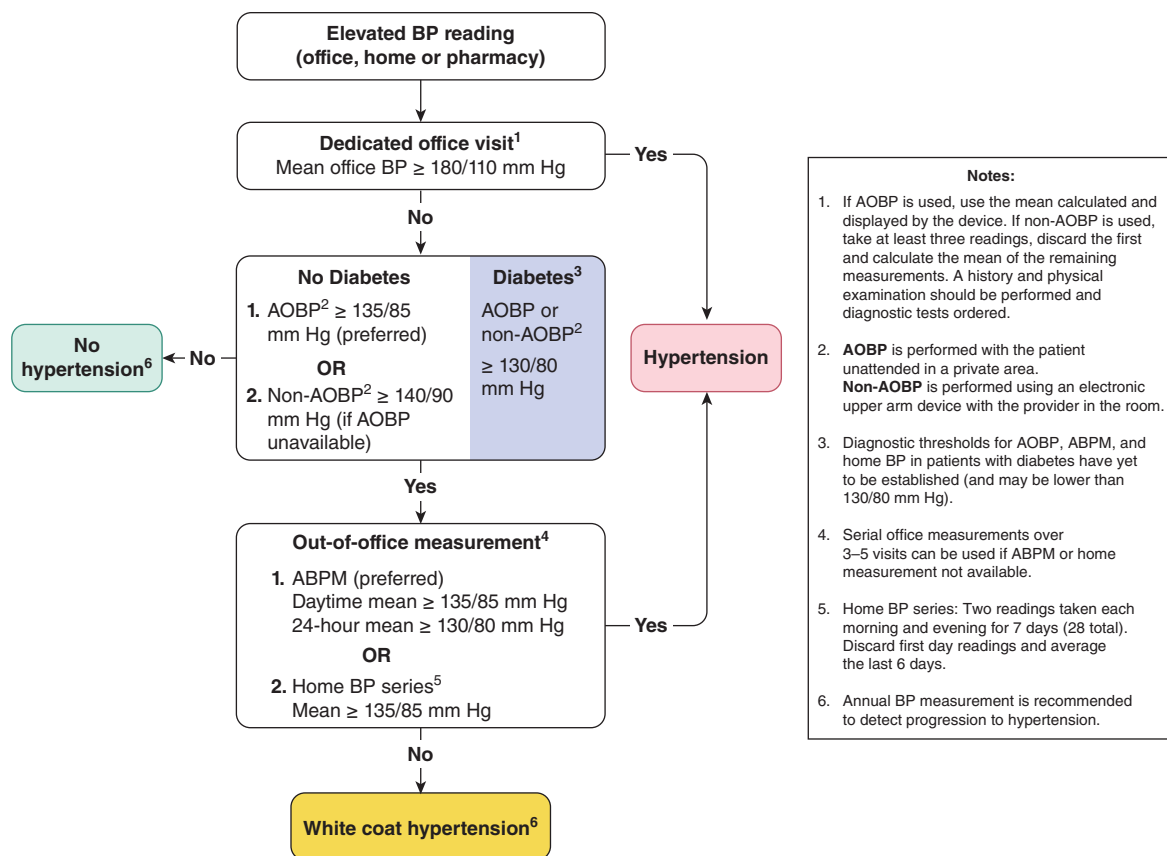 Elevated BP reading
(office, home or pharmacy)
Dedicated office visit¹
Mean office BP ≥ 180/110 mm Hg
Yes
No
No Diabetes
1. AOBP² ≥ 135/85
mm Hg (preferred)
OR
2. Non-AOBP² ≥ 140/90
mm Hg (if AOBP
unavailable)
Diabetes³
AOBP or
non-AOBP²
≥ 130/80
mm Hg
No
No
hypertension⁶
Hypertension
Yes
Out-of-office measurement⁴
1. ABPM (preferred)
Daytime mean ≥ 135/85 mm Hg
24-hour mean ≥ 130/80 mm Hg
OR
2. Home BP series⁵
Mean ≥ 135/85 mm Hg
Yes
No
White coat hypertension⁶
Notes:
1. If AOBP is used, use the mean calculated and
displayed by the device. If non-AOBP is used,
take at least three readings, discard the first
and calculate the mean of the remaining
measurements. A history and physical
examination should be performed and
diagnostic tests ordered.
2. AOBP is performed with the patient
unattended in a private area.
Non-AOBP is performed using an electronic
upper arm device with the provider in the room.
3. Diagnostic thresholds for AOBP, ABPM, and
home BP in patients with diabetes have yet
to be established (and may be lower than
130/80 mm Hg).
4. Serial office measurements over
3–5 visits can be used if ABPM or home
measurement not available.
5. Home BP series: Two readings taken each
morning and evening for 7 days (28 total).
Discard first day readings and average
the last 6 days.
6. Annual BP measurement is recommended
to detect progression to hypertension.